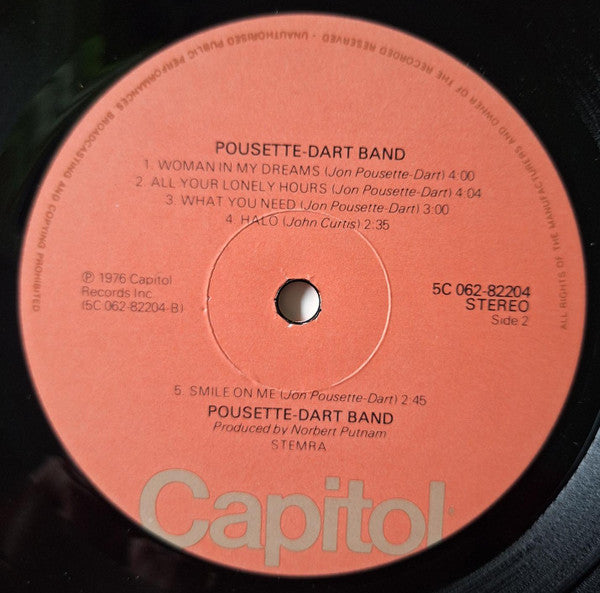 ALL RIGHTS OF THE MANUFACTURERS AND OWNER OF THE RECORDED RESERVED - UNAUTHORISED PUBLIC PERFORMANCES BROADCASTING AND COPYING PROHIBITED
POUSETTE-DART BAND
1. WOMAN IN MY DREAMS (Jon Pousette-Dart) 4:00
2. ALL YOUR LONELY HOURS (Jon Pousette-Dart) 4:04
3. WHAT YOU NEED (Jon Pousette-Dart) 3:00
4. HALO (John Curtis) 2:35
℗ 1976 Capitol
Records Inc.
(5C 062-82204-B)
5C 062-82204
STEREO
Side 2
5. SMILE ON ME (Jon Pousette-Dart) 2:45
POUSETTE-DART BAND
Produced by Norbert Putnam
STEMRA
Capitol®